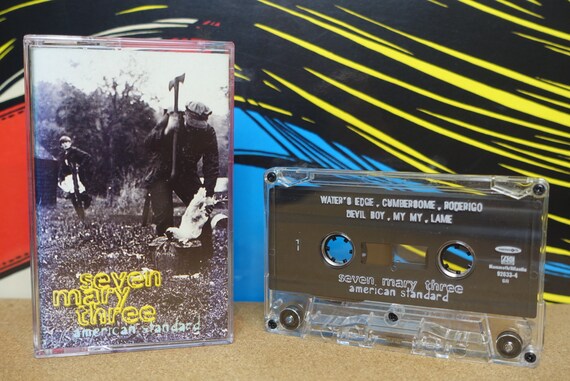 seven
mary
three
american standard
WATER'S EDGE, CUMBERSOME, RODERIGO
DEVIL BOY, MY MY, LAME
1
seven mary three
american standard